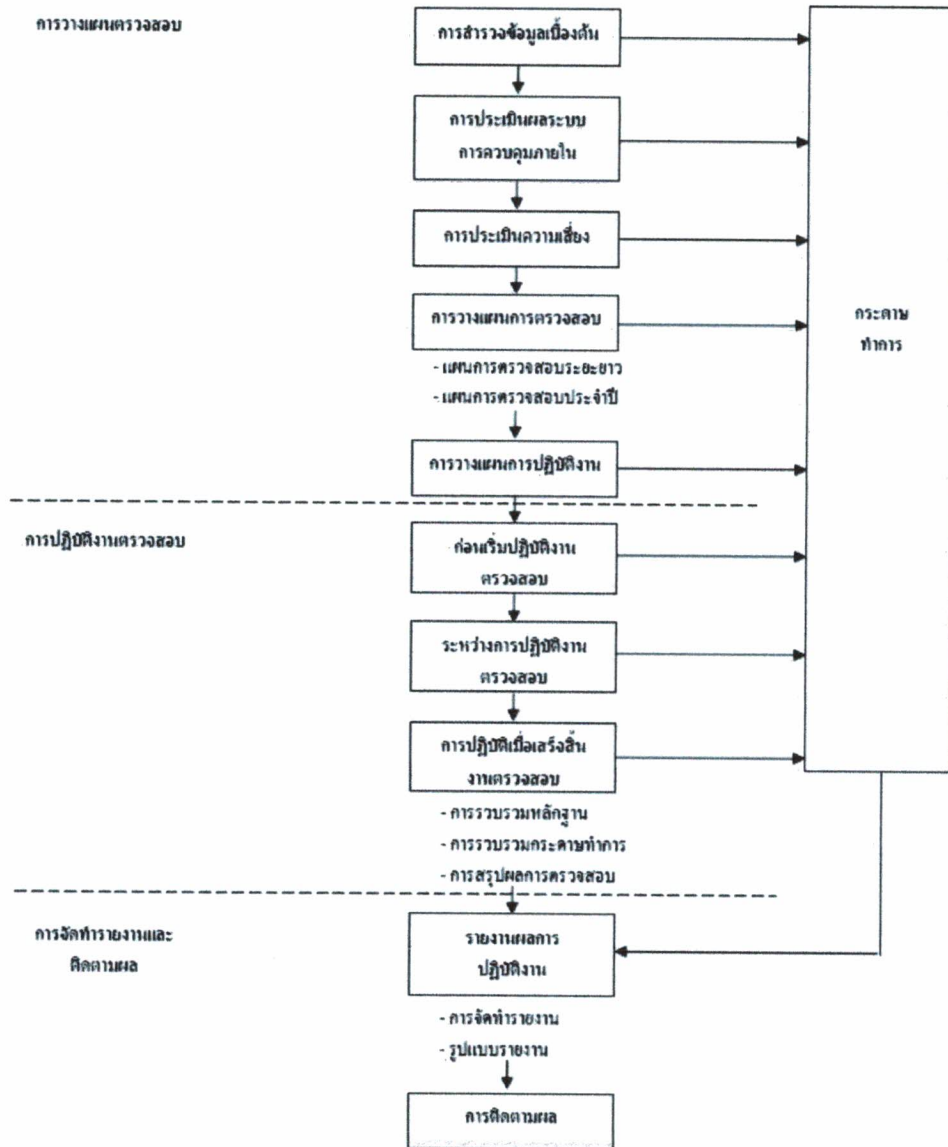 การวางแผนตรวจสอบ
การสำรวจข้อมูลเบื้องต้น
การประเมินผลระบบ
การควบคุมภายใน
การประเมินความเสี่ยง
การวางแผนการตรวจสอบ
- แผนการตรวจสอบระยะยาว
- แผนการตรวจสอบประจำปี
การวางแผนการปฏิบัติงาน
กระดาษ
ทำการ
การปฏิบัติงานตรวจสอบ
ก่อนเริ่มปฏิบัติงาน
ตรวจสอบ
ระหว่างการปฏิบัติงาน
ตรวจสอบ
การปฏิบัติเมื่อเสร็จสิ้น
งานตรวจสอบ
- การรวบรวมหลักฐาน
- การรวบรวมกระดาษทำการ
- การสรุปผลการตรวจสอบ
การจัดทำรายงานและ
ติดตามผล
รายงานผลการ
ปฏิบัติงาน
- การจัดทำรายงาน
- รูปแบบรายงาน
การติดตามผล